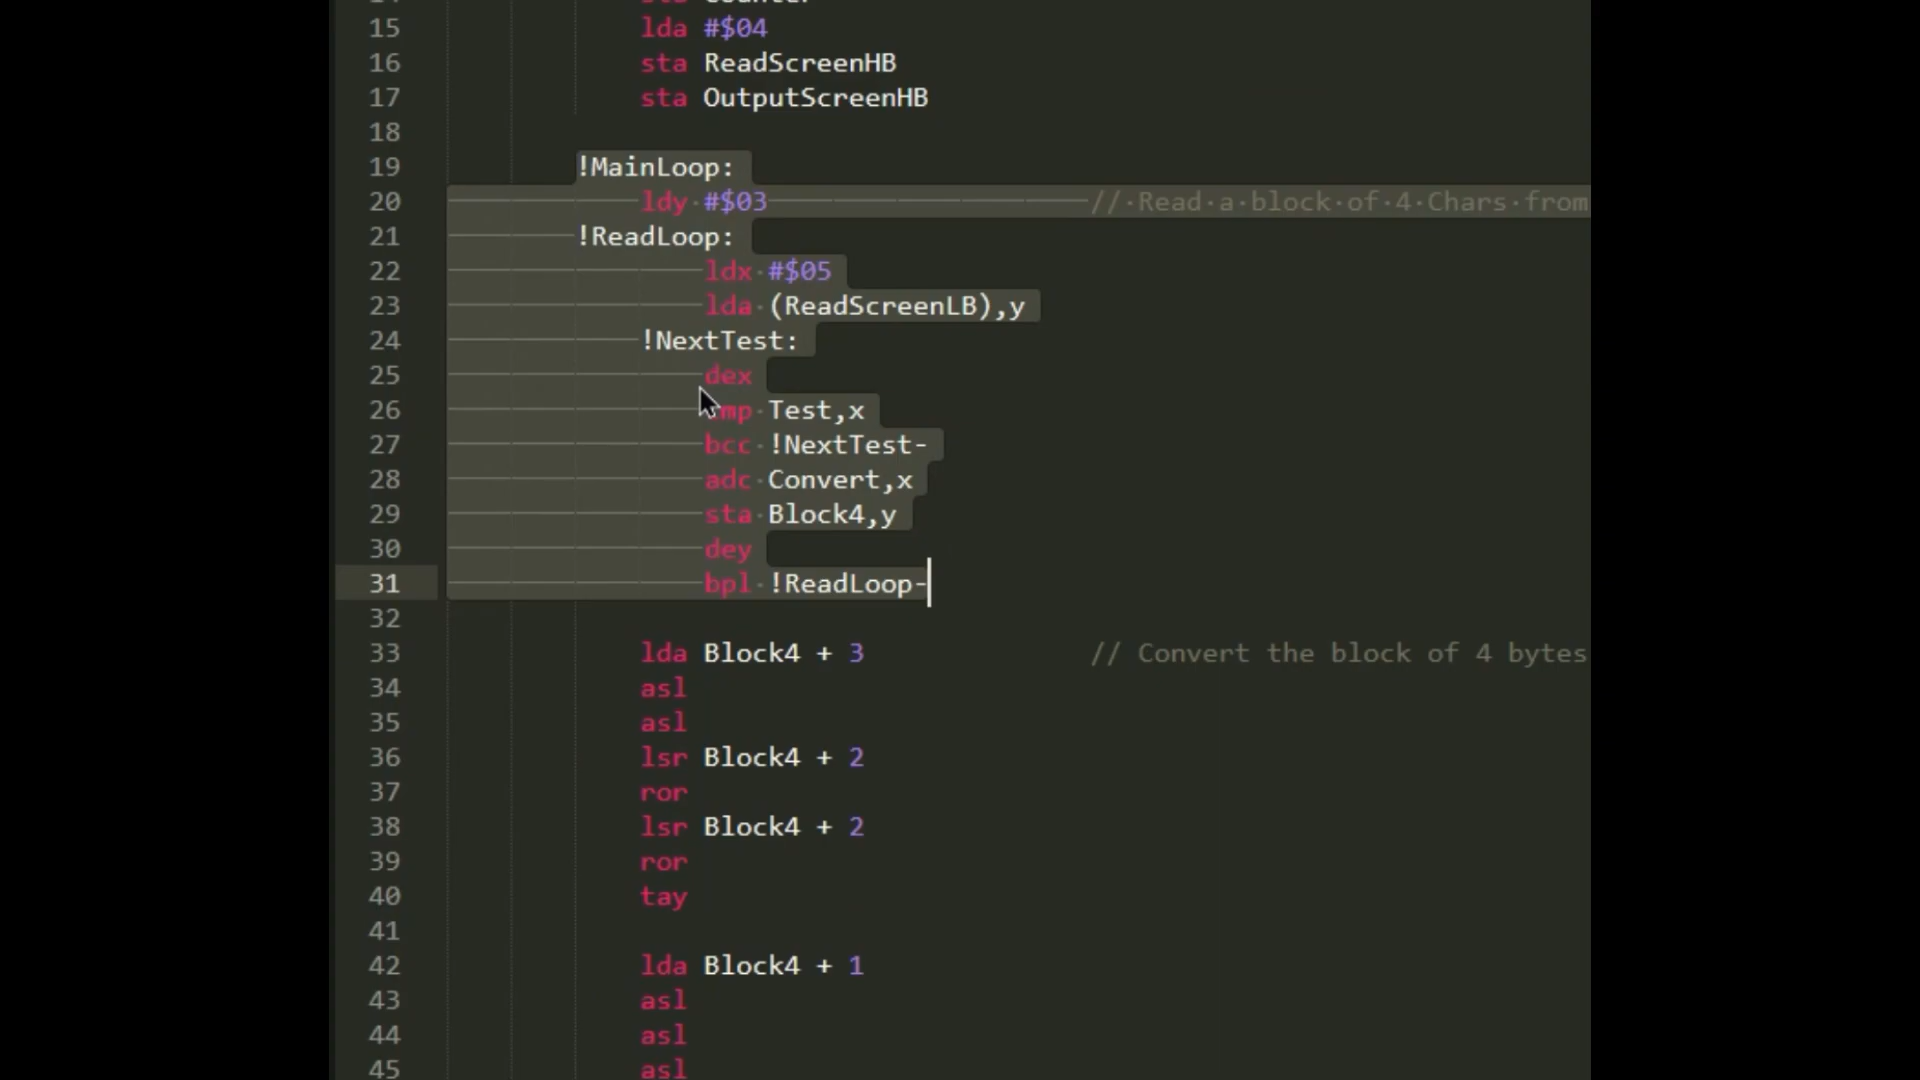 15 lda #$04
16 sta ReadScreenHB
17 sta OutputScreenHB
18
19 !MainLoop:
20 ldy #$03 // Read a block of 4 Chars from
21 !ReadLoop:
22 ldx #$05
23 lda (ReadScreenLB),y
24 !NextTest:
25 dex
26 cmp Test,x
27 bcc !NextTest-
28 adc Convert,x
29 sta Block4,y
30 dey
31 bpl !ReadLoop-
32
33 lda Block4 + 3 // Convert the block of 4 bytes
34 asl
35 asl
36 lsr Block4 + 2
37 ror
38 lsr Block4 + 2
39 ror
40 tay
41
42 lda Block4 + 1
43 asl
44 asl
45 asl